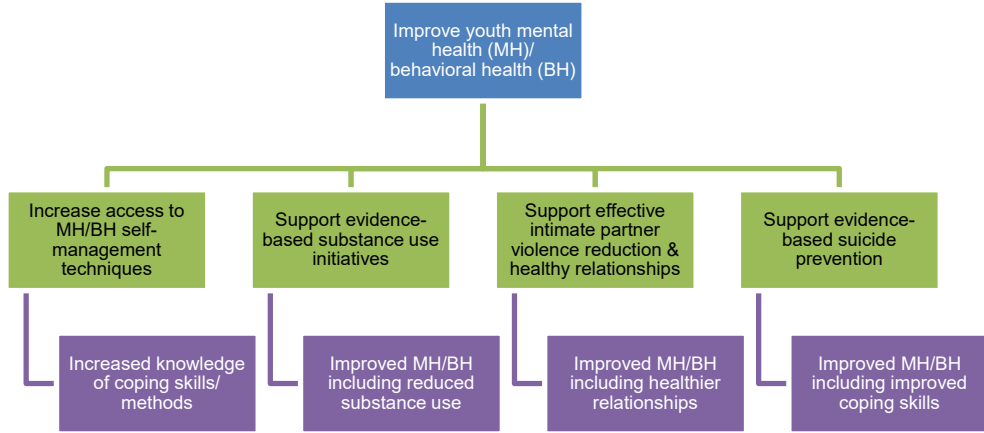 Improve youth mental
health (MH)/
behavioral health (BH)
Increase access to
MH/BH self-
management
techniques
Support evidence-
based substance use
initiatives
Support effective
intimate partner
violence reduction &
healthy relationships
Support evidence-
based suicide
prevention
Increased knowledge
of coping skills/
methods
Improved MH/BH
including reduced
substance use
Improved MH/BH
including healthier
relationships
Improved MH/BH
including improved
coping skills